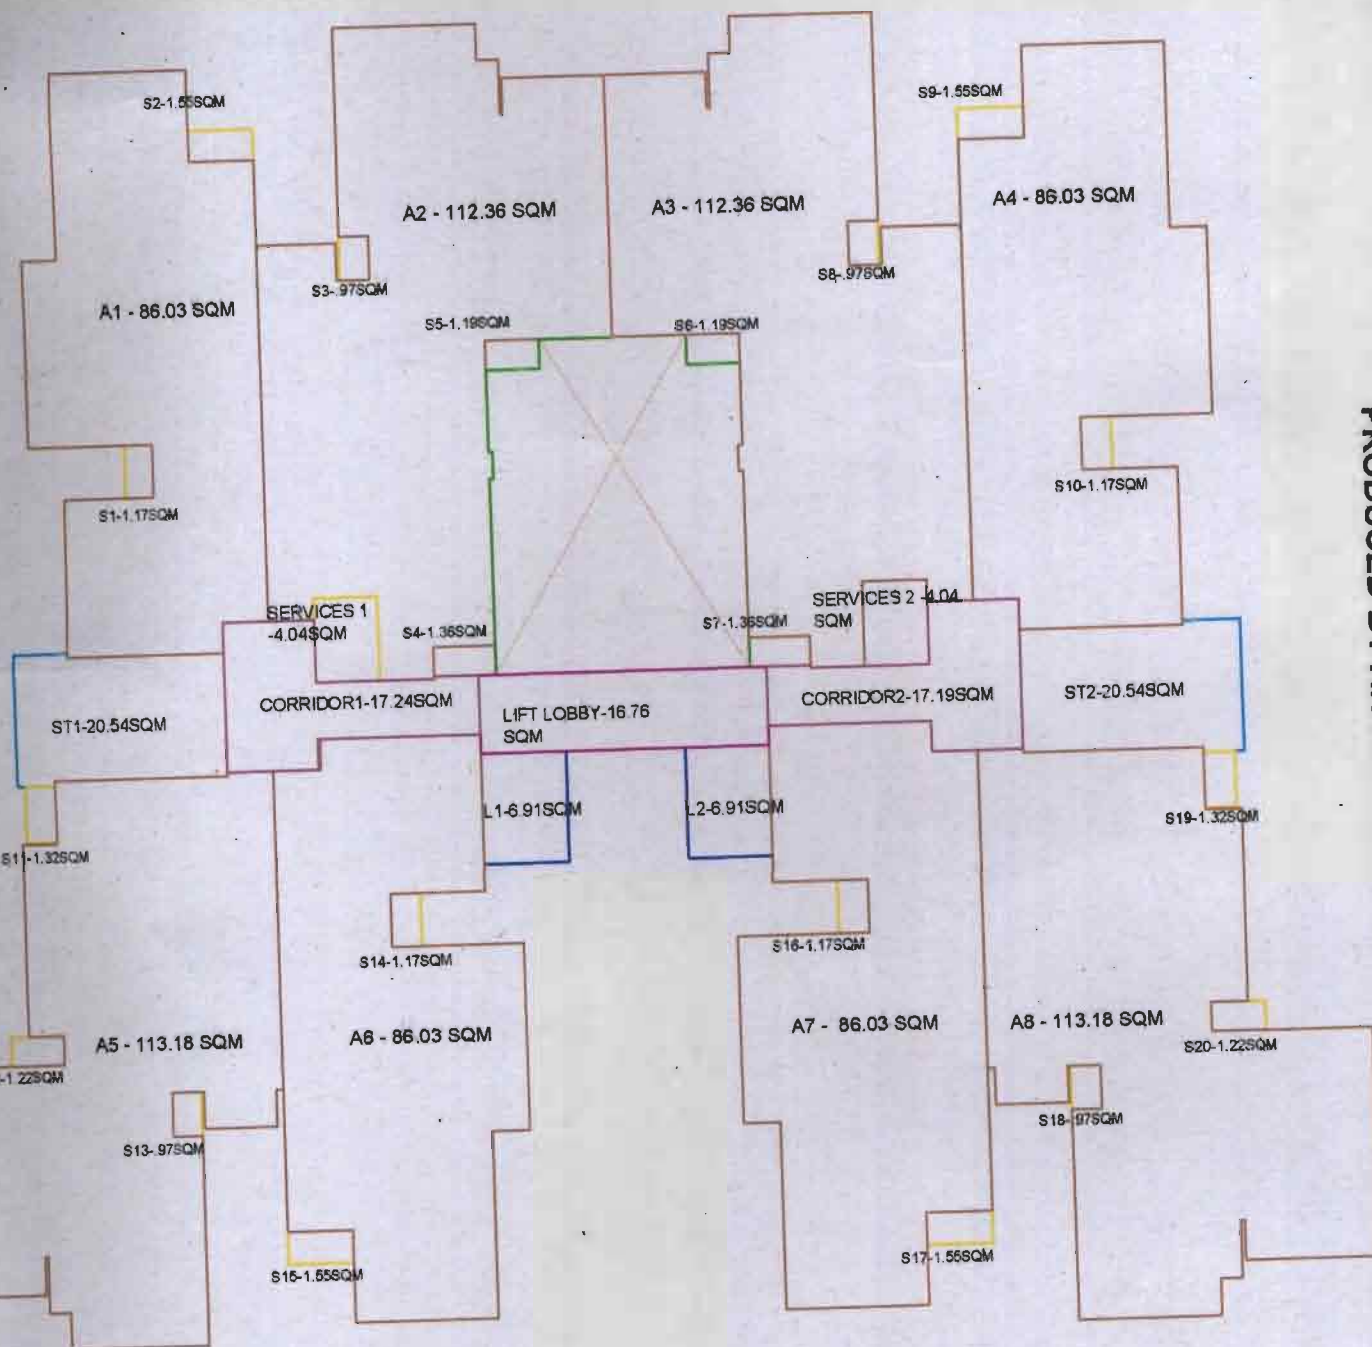 S2-1.55SQM
S9-1.55SQM
A2 - 112.36 SQM
A3 - 112.36 SQM
A4 - 86.03 SQM
S3-.97SQM
S8-.97SQM
A1 - 86.03 SQM
S5-1.19SQM
S6-1.19SQM
S1-1.17SQM
S10-1.17SQM
SERVICES 1
-4.04SQM
S4-1.36SQM
S7-1.36SQM
SERVICES 2 -4.04
SQM
ST1-20.54SQM
CORRIDOR1-17.24SQM
LIFT LOBBY-16.76
SQM
CORRIDOR2-17.19SQM
ST2-20.54SQM
L1-6.91SQM
L2-6.91SQM
S11-1.32SQM
S19-1.32SQM
S14-1.17SQM
S16-1.17SQM
A5 - 113.18 SQM
A6 - 86.03 SQM
A7 - 86.03 SQM
A8 - 113.18 SQM
-1.22SQM
S20-1.22SQM
S13-.97SQM
S18-.97SQM
S15-1.55SQM
S17-1.55SQM